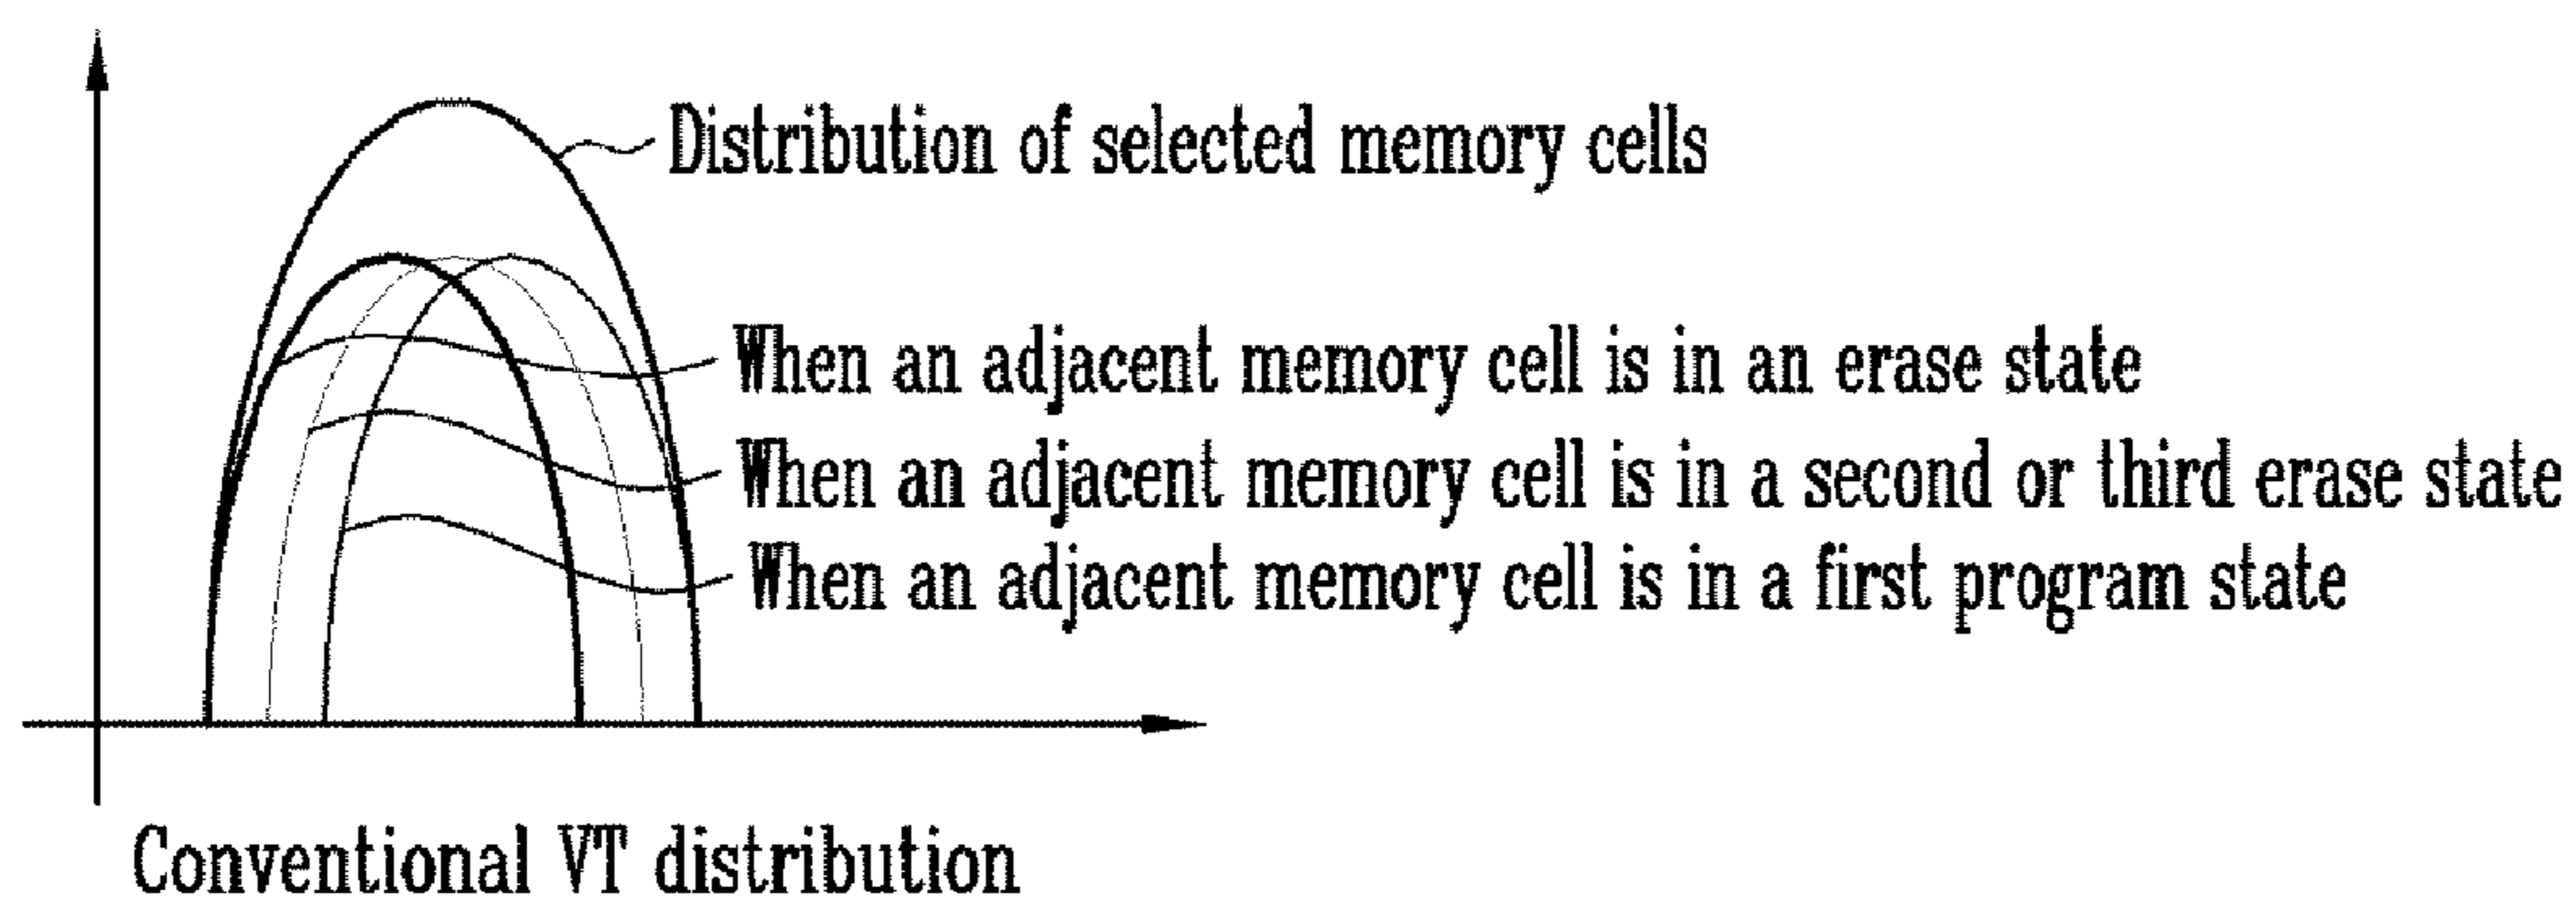 Distribution of selected memory cells
When an adjacent memory cell is in an erase state
When an adjacent memory cell is in a second or third erase state
When an adjacent memory cell is in a first program state
Conventional VT distribution